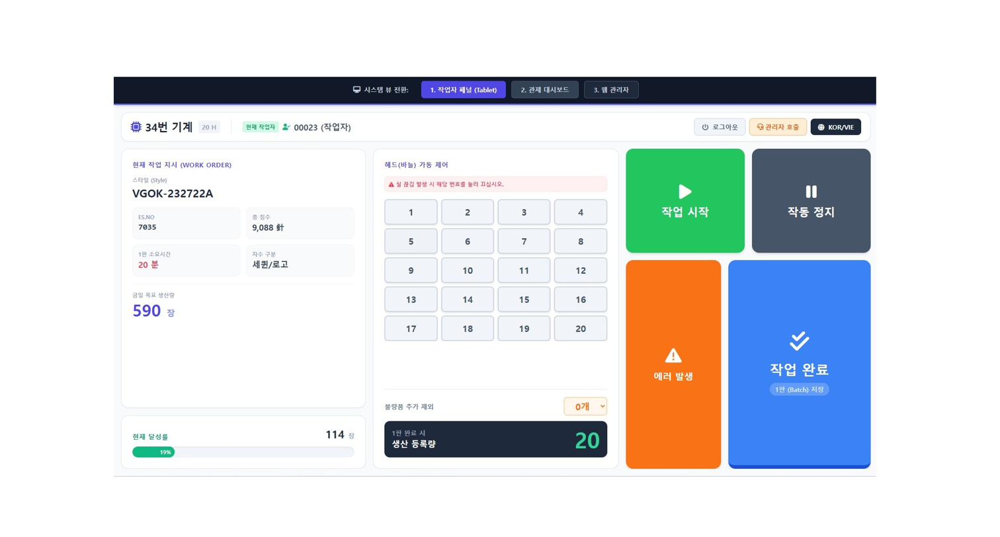 시스템 뷰 전환:
1. 작업자 패널 (Tablet)
2. 관제 대시보드
3. 웹 관리자
34번 기계
20 H
현재 작업자
00023 (작업자)
로그아웃
관리자 호출
KOR/VIE
현재 작업 지시 (WORK ORDER)
스타일 (Style)
VGOK-232722A
ES.NO
7035
총 침수
9,088 針
1판 소요시간
20 분
자수 구분
세퀸/로고
금일 목표 생산량
590 장
현재 달성률
114 장
19%
헤드(바늘) 가동 제어
실 끊김 발생 시 해당 번호를 눌러 끄십시오.
1
2
3
4
5
6
7
8
9
10
11
12
13
14
15
16
17
18
19
20
불량품 추가 제외
0개
1판 완료 시
생산 등록량
20
작업 시작
작동 정지
에러 발생
작업 완료
1판 (Batch) 저장